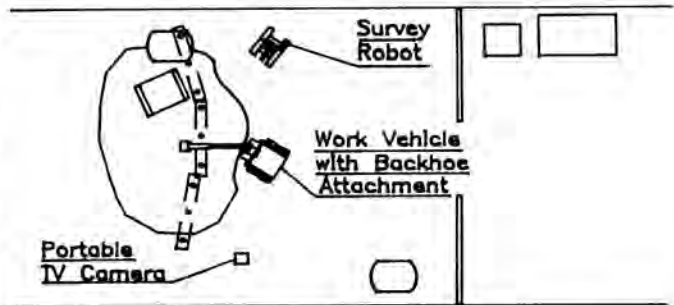 Survey
Robot
Work Vehicle
with Backhoe
Attachment
Portable
TV Camera